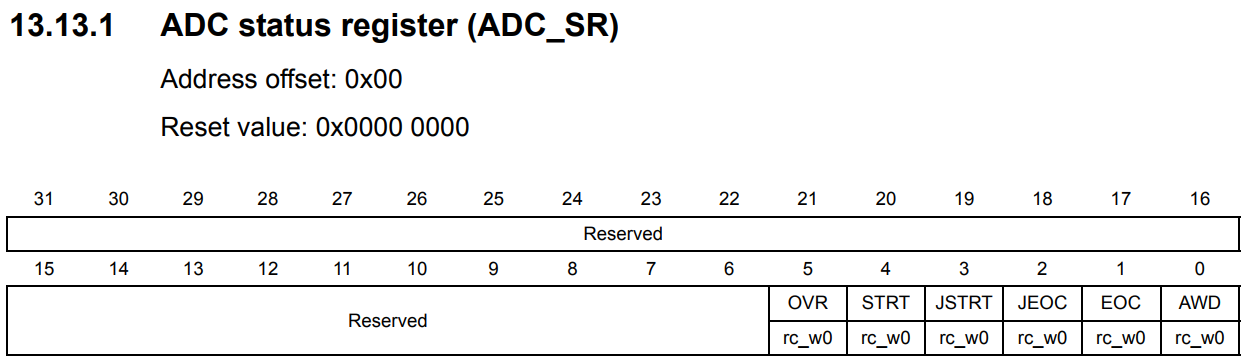 13.13.1 ADC status register (ADC_SR)
Address offset: 0x00
Reset value: 0x0000 0000
31 30 29 28 27 26 25 24 23 22 21 20 19 18 17 16
Reserved
15 14 13 12 11 10 9 8 7 6 5 4 3 2 1 0
Reserved OVR STRT JSTRT JEOC EOC AWD
rc_w0 rc_w0 rc_w0 rc_w0 rc_w0 rc_w0